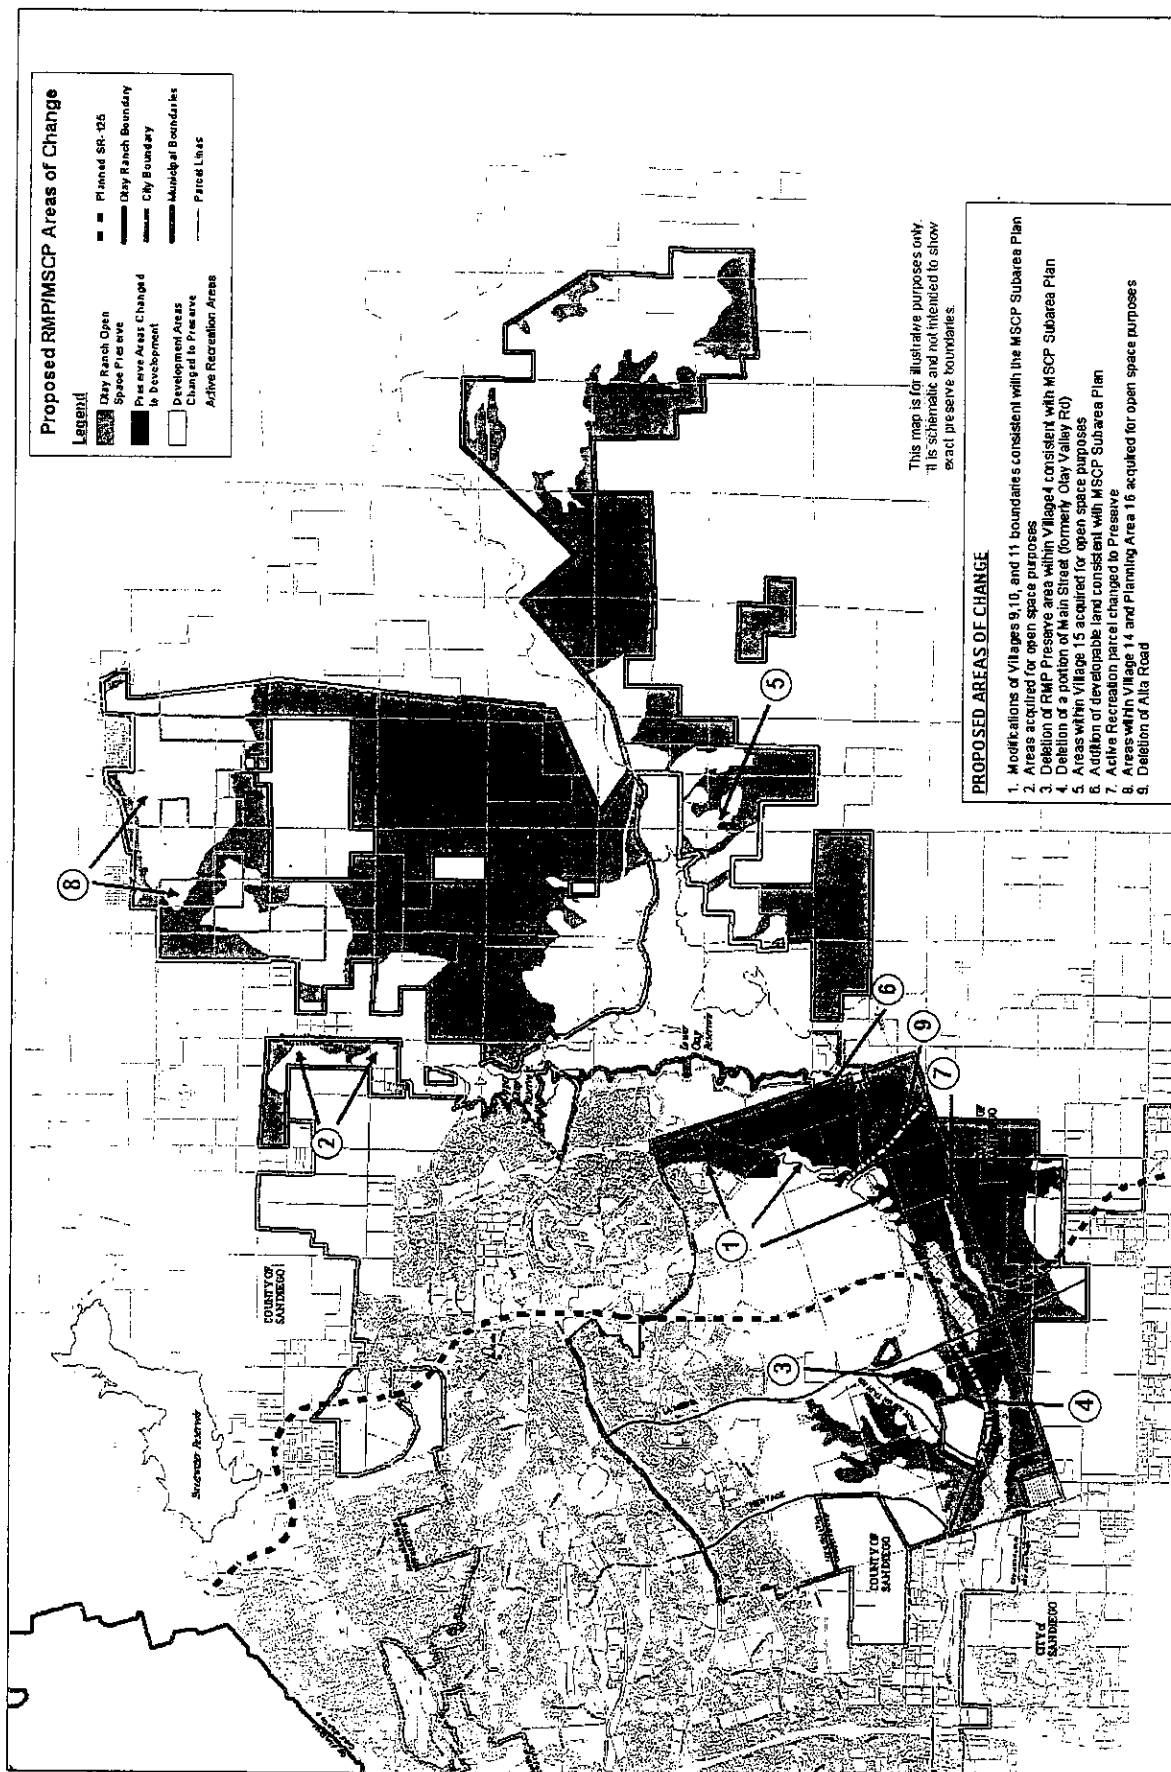 Proposed RMP/MSCP Areas of Change
Legend
Otay Ranch Open
Space Preserve
Preserve Areas Changed
to Development
Development Areas
Changed to Preserve
Active Recreation Areas
Planned SR-125
Otay Ranch Boundary
City Boundary
Municipal Boundaries
Parcel Lines
This map is for illustrative purposes only.
It is schematic and not intended to show
exact preserve boundaries.
PROPOSED AREAS OF CHANGE
1. Modifications of Villages 9,10, and 11 boundaries consistent with the MSCP Subarea Plan
2. Areas acquired for open space purposes
3. Deletion of RMP Preserve area within Village4 consistent with MSCP Subarea Plan
4. Deletion of a portion of Main Street (formerly Otay Valley Rd)
5. Areas within Village 15 acquired for open space purposes
6. Addition of developable land consistent with MSCP Subarea Plan
7. Active Recreation parcel changed to Preserve
8. Areas within Village 14 and Planning Area 16 acquired for open space purposes
9. Deletion of Alta Road
8
5
2
6
9
7
1
3
4
COUNTY OF
SAN DIEGO
Sweetwater Reservoir
Lower
Otay
Reservoir
HERITAGE
COUNTY OF
SAN DIEGO
CITY of
SAN DIEGO